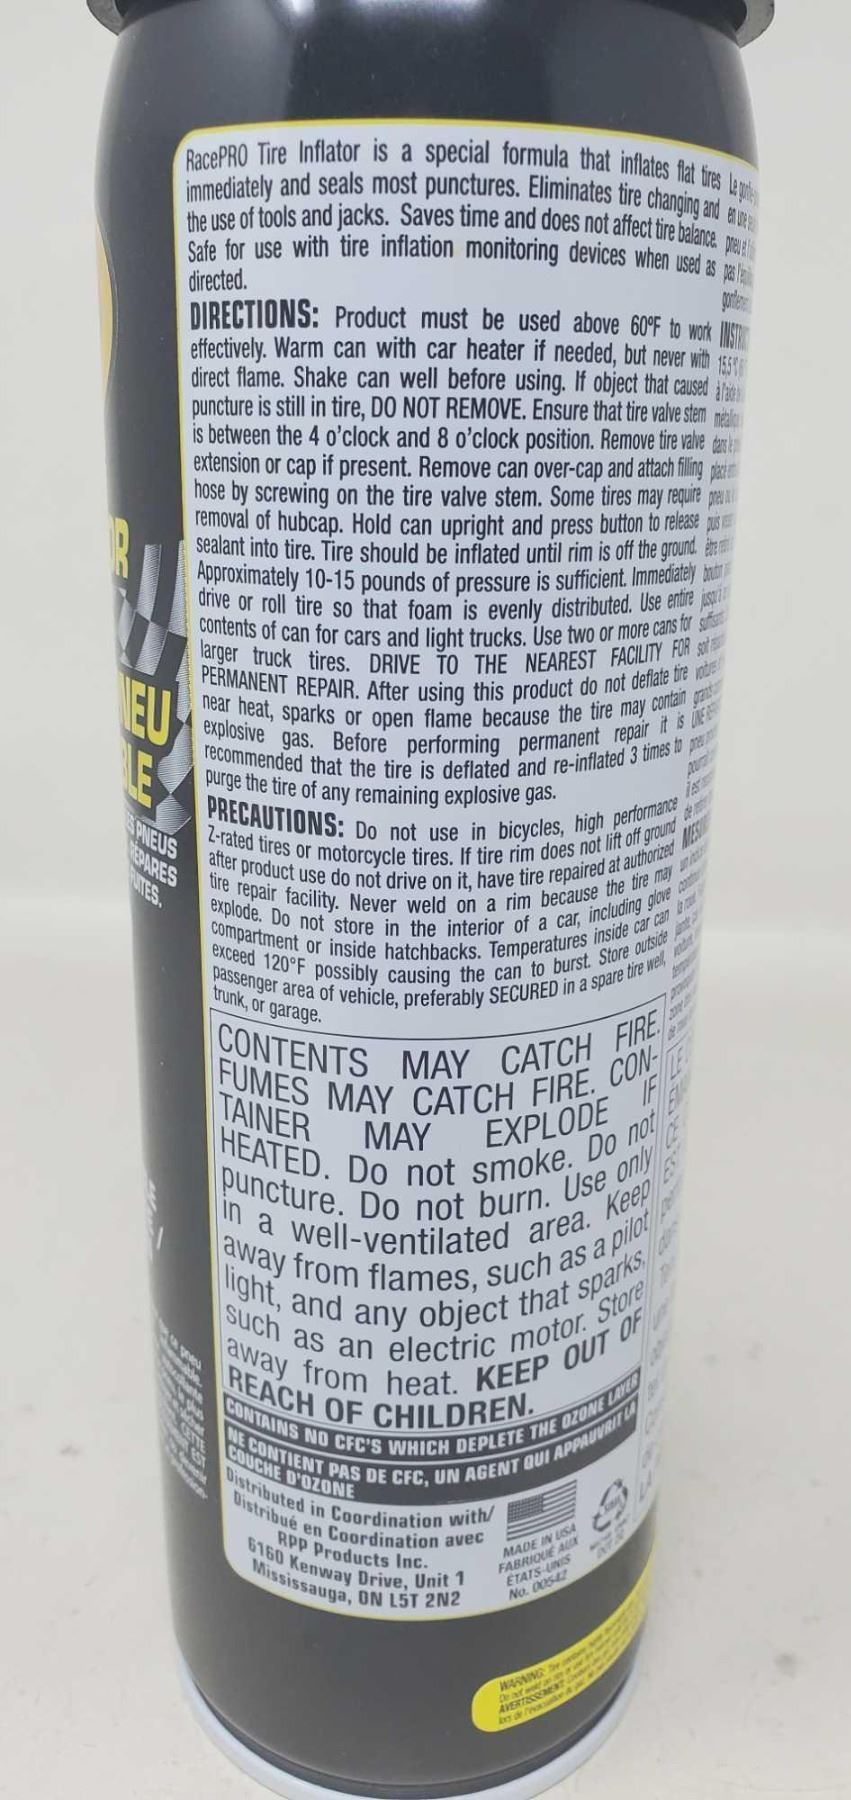 RacePRO Tire Inflator is a special formula that inflates flat tires
immediately and seals most punctures. Eliminates tire changing and
the use of tools and jacks. Saves time and does not affect tire balance.
Safe for use with tire inflation monitoring devices when used as
directed.
DIRECTIONS: Product must be used above 60°F to work
effectively. Warm can with car heater if needed, but never with
direct flame. Shake can well before using. If object that caused
puncture is still in tire, DO NOT REMOVE. Ensure that tire valve stem
is between the 4 o'clock and 8 o'clock position. Remove tire valve
extension or cap if present. Remove can over-cap and attach filling
hose by screwing on the tire valve stem. Some tires may require
removal of hubcap. Hold can upright and press button to release
sealant into tire. Tire should be inflated until rim is off the ground.
Approximately 10-15 pounds of pressure is sufficient. Immediately
drive or roll tire so that foam is evenly distributed. Use entire
contents of can for cars and light trucks. Use two or more cans for
larger truck tires. DRIVE TO THE NEAREST FACILITY FOR
PERMANENT REPAIR. After using this product do not deflate tire
near heat, sparks or open flame because the tire may contain
explosive gas. Before performing permanent repair it is
recommended that the tire is deflated and re-inflated 3 times to
purge the tire of any remaining explosive gas.
PRECAUTIONS: Do not use in bicycles, high performance
Z-rated tires or motorcycle tires. If tire rim does not lift off ground
after product use do not drive on it, have tire repaired at authorized
tire repair facility. Never weld on a rim because the tire may
explode. Do not store in the interior of a car, including glove
compartment or inside hatchbacks. Temperatures inside car can
exceed 120°F possibly causing the can to burst. Store outside
passenger area of vehicle, preferably SECURED in a spare tire well,
trunk, or garage.
CONTENTS MAY CATCH FIRE.
FUMES MAY CATCH FIRE. CON-
TAINER MAY EXPLODE IF
HEATED. Do not smoke. Do not
puncture. Do not burn. Use only
in a well-ventilated area. Keep
away from flames, such as a pilot
light, and any object that sparks,
such as an electric motor. Store
away from heat. KEEP OUT OF
REACH OF CHILDREN.
CONTAINS NO CFC'S WHICH DEPLETE THE OZONE LAYER
NE CONTIENT PAS DE CFC, UN AGENT QUI APPAUVRIT LA
COUCHE D'OZONE
Distributed in Coordination with/
Distribué en Coordination avec
RPP Products Inc.
6160 Kenway Drive, Unit 1
Mississauga, ON L5T 2N2
MADE IN USA
FABRIQUÉ AUX
ÉTATS-UNIS
No. 00542
OR
NEU
BLE
PNEUS
RÉPARES
FUITES.
WARNING:
AVERTISSEMENT: